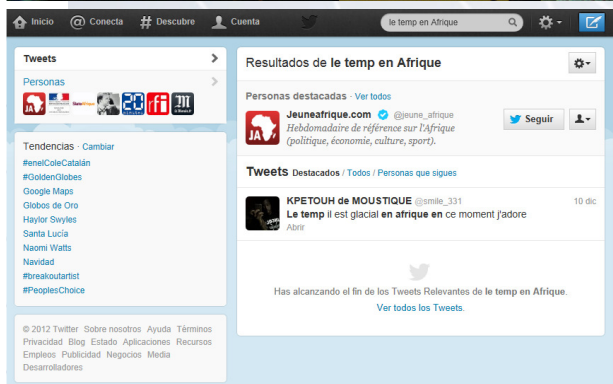 Inicio @ Conecta # Descubre Cuenta le temp en Afrique
Tweets
Personas
JA 20 rfi M
Tendencias · Cambiar
#enelColeCatalán
#GoldenGlobes
Google Maps
Globos de Oro
Haylor Swyles
Santa Lucía
Naomi Watts
Navidad
#breakoutartist
#PeoplesChoice
© 2012 Twitter Sobre nosotros Ayuda Términos
Privacidad Blog Estado Aplicaciones Recursos
Empleos Publicidad Negocios Media
Desarrolladores
Resultados de le temp en Afrique
Personas destacadas · Ver todos
JA
Jeuneafrique.com @jeune_afrique
Hebdomadaire de référence sur l'Afrique
(politique, économie, culture, sport).
Seguir
Tweets Destacados / Todos / Personas que sigues
KPETOUH de MOUSTIQUE @smile_331 10 dic
Le temp il est glacial en afrique en ce moment j'adore
Abrir
Has alcanzando el fin de los Tweets Relevantes de le temp en Afrique.
Ver todos los Tweets.